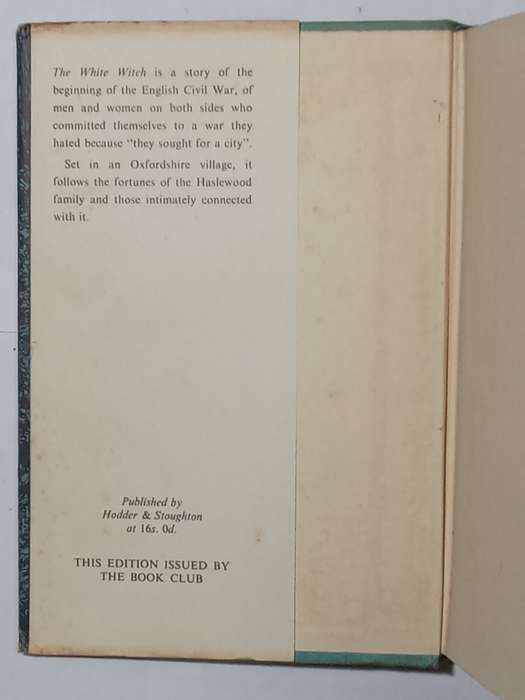 The White Witch is a story of the
beginning of the English Civil War, of
men and women on both sides who
committed themselves to a war they
hated because "they sought for a city".
Set in an Oxfordshire village, it
follows the fortunes of the Haslewood
family and those intimately connected
with it.
Published by
Hodder & Stoughton
at 16s. 0d.
THIS EDITION ISSUED BY
THE BOOK CLUB